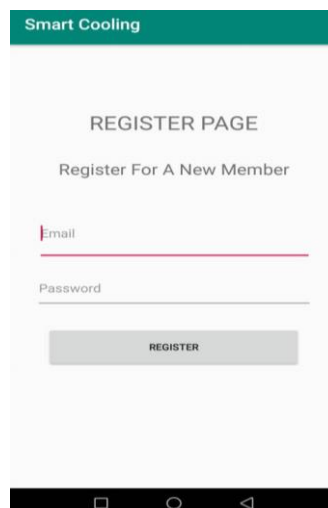 Smart Cooling
REGISTER PAGE
Register For A New Member
Email
Password
REGISTER